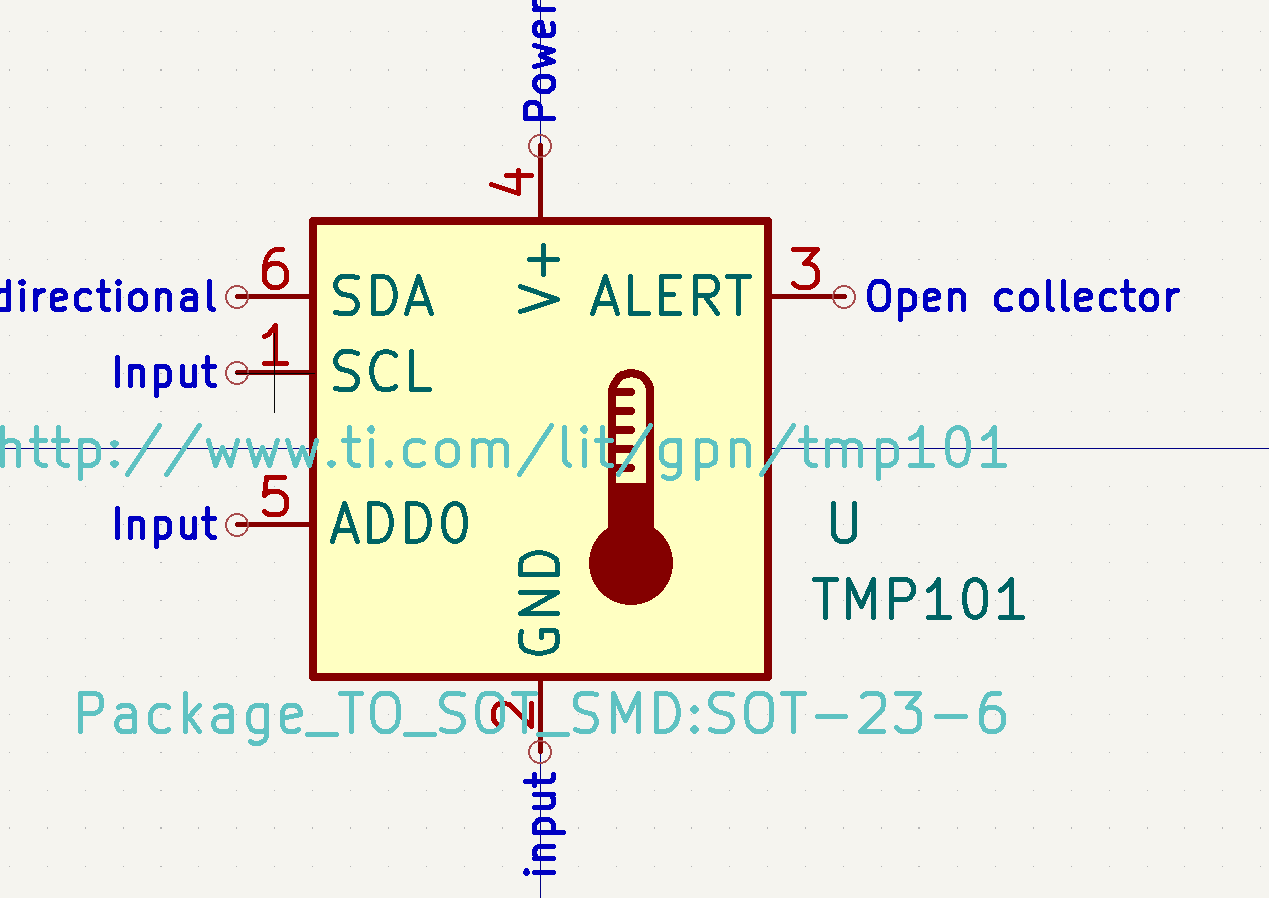 Power
4
6
SDA
V+
ALERT
3
Open collector
directional
1
Input
SCL
http://www.ti.com/lit/gpn/tmp101
5
Input
ADD0
U
GND
TMP101
Package_TO_SOT_SMD:SOT-23-6
2
input